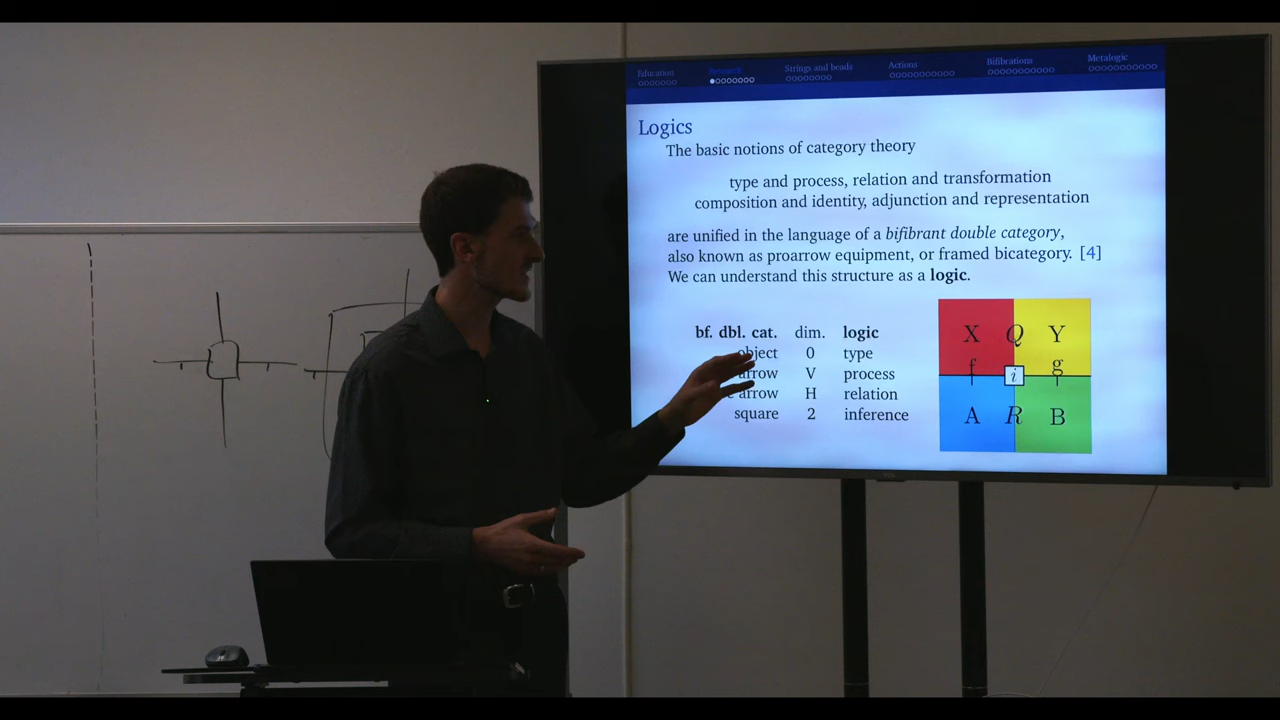 Education Research Strings and beads Actions Bifibrations Metalogic
Logics
The basic notions of category theory
type and process, relation and transformation
composition and identity, adjunction and representation
are unified in the language of a bifibrant double category,
also known as proarrow equipment, or framed bicategory. [4]
We can understand this structure as a logic.
bf. dbl. cat. dim. logic
object 0 type
arrow V process
arrow H relation
square 2 inference
X Q Y
f i g
A R B